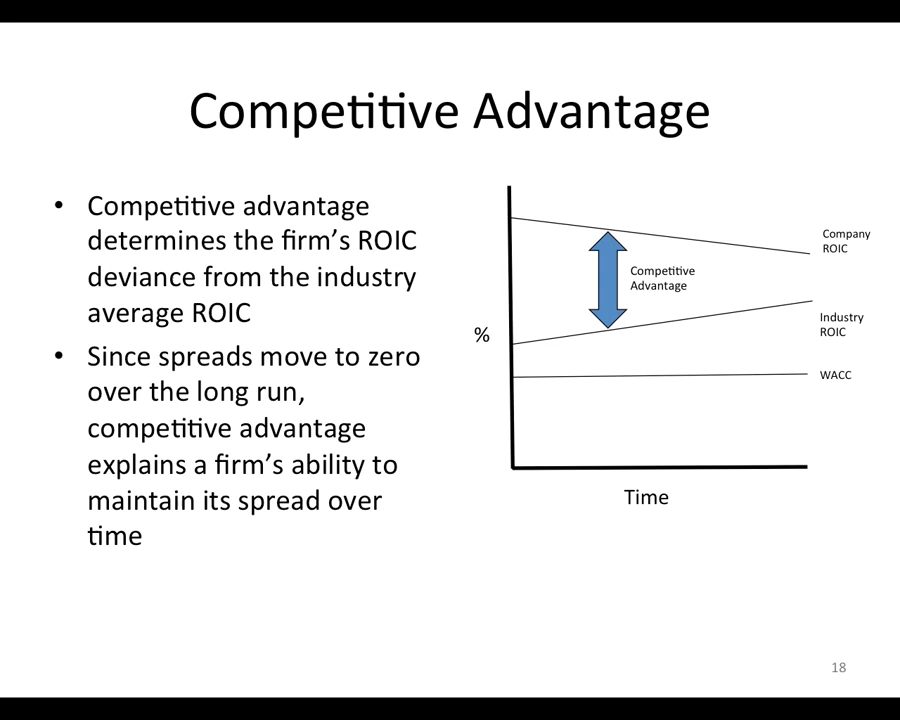 Competitive Advantage
• Competitive advantage
determines the firm’s ROIC
deviance from the industry
average ROIC
• Since spreads move to zero
over the long run,
competitive advantage
explains a firm’s ability to
maintain its spread over
time
Company
ROIC
Competitive
Advantage
Industry
ROIC
%
WACC
Time
18